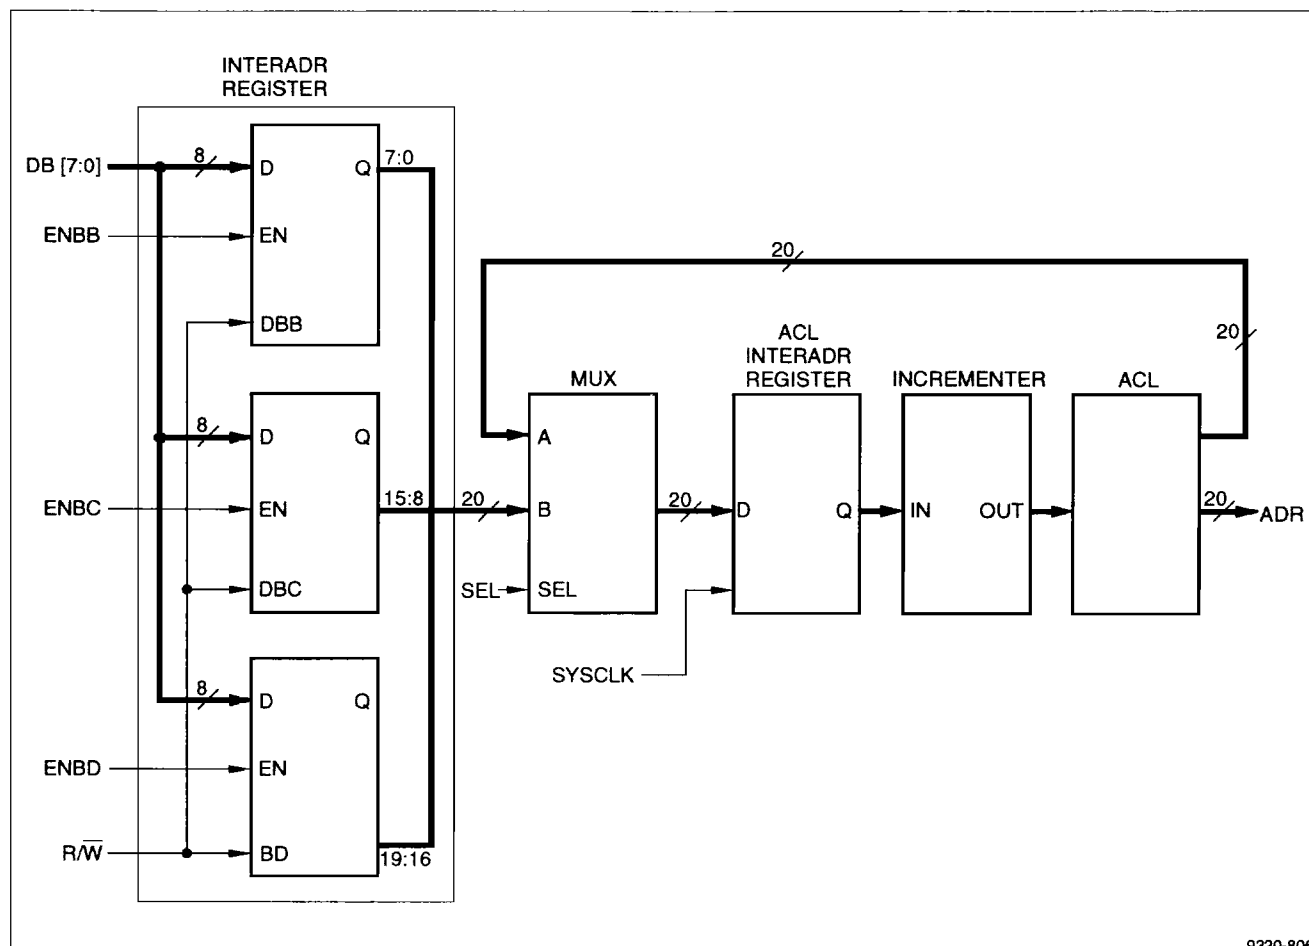 INTERADR
REGISTER
DB [7:0]
8
D
Q
7:0
ENBB
EN
DBB
8
D
Q
ENBC
EN
15:8
DBC
8
D
Q
ENBD
EN
R/W̅
BD
19:16
20
20
MUX
A
20
B
SEL
SEL
ACL
INTERADR
REGISTER
20
D
Q
SYSCLK
INCREMENTER
IN
OUT
ACL
20
ADR